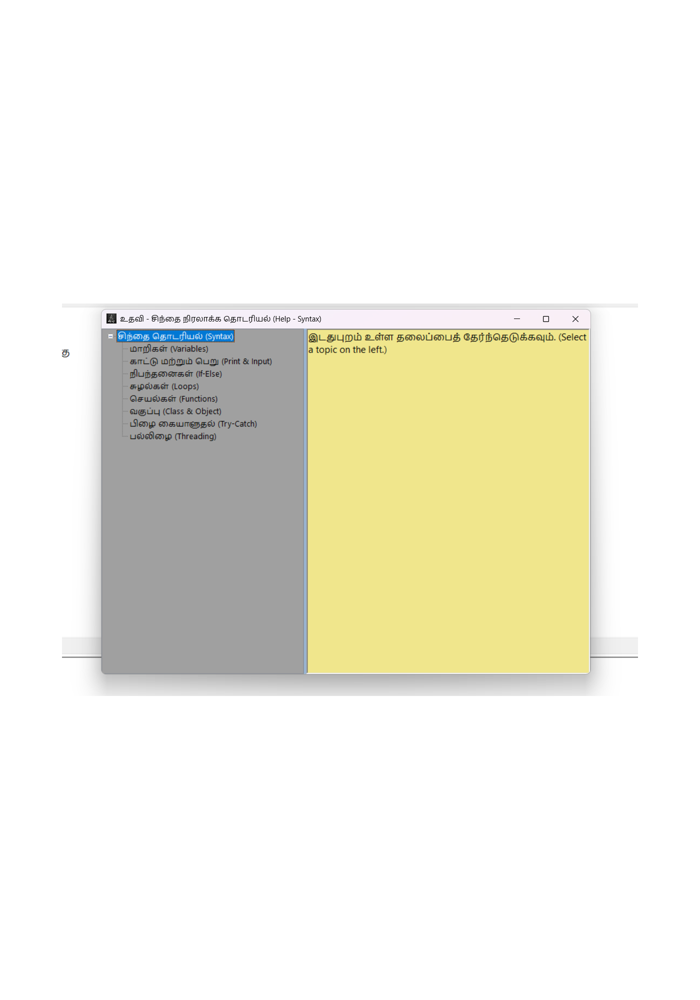 உதவி - சிந்தை நிரலாக்க தொடரியல் (Help - Syntax)
சிந்தை தொடரியல் (Syntax)
மாறிகள் (Variables)
காட்டு மற்றும் பெறு (Print & Input)
நிபந்தனைகள் (If-Else)
சுழல்கள் (Loops)
செயல்கள் (Functions)
வகுப்பு (Class & Object)
பிழை கையாளுதல் (Try-Catch)
பல்லிழை (Threading)
இடதுபுறம் உள்ள தலைப்பைத் தேர்ந்தெடுக்கவும். (Select
a topic on the left.)